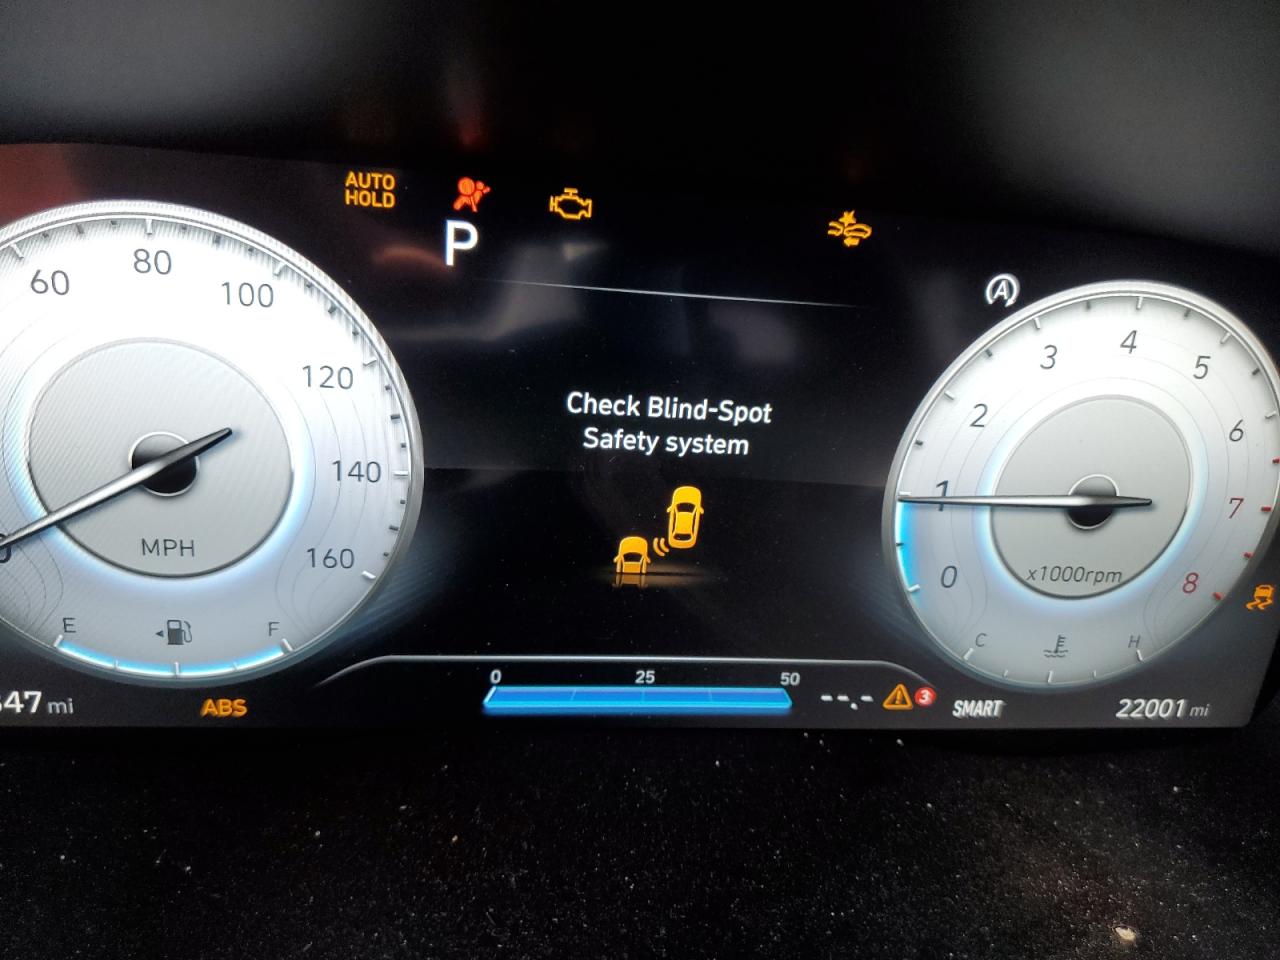 AUTO
HOLD
P
60
80
100
120
140
160
MPH
E
F
0
1
2
3
4
5
6
7
8
x1000rpm
C
H
A
Check Blind-Spot
Safety system
0 25 50
47 mi
ABS
--.-
3
SMART
22001 mi